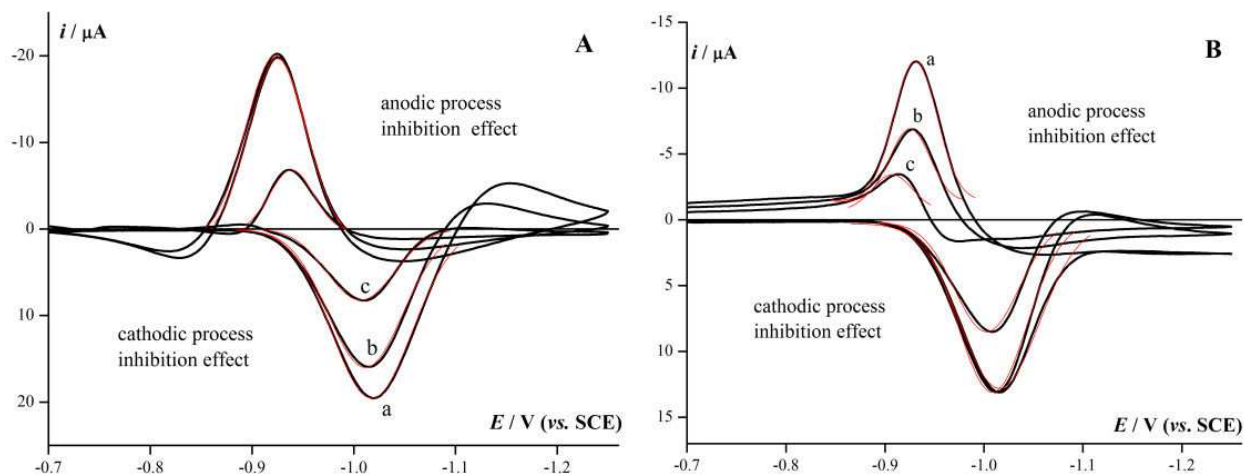 i / μA
A
-20
-10
0
10
20
anodic process
inhibition effect
cathodic process
inhibition effect
c
b
a
E / V (vs. SCE)
-0.7 -0.8 -0.9 -1.0 -1.1 -1.2
-15
i / μA
B
-10
-5
0
5
10
15
a
b
c
anodic process
inhibition effect
cathodic process
inhibition effect
E / V (vs. SCE)
-0.7 -0.8 -0.9 -1.0 -1.1 -1.2